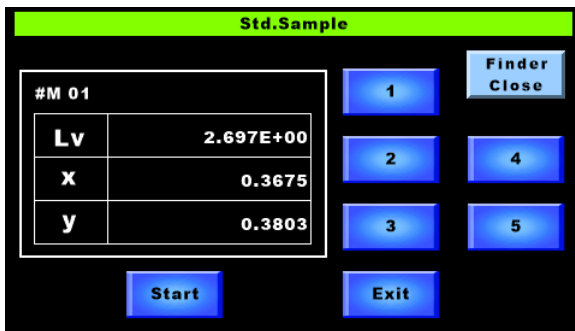 Std.Sample
Finder
Close
#M 01
1
Lv 2.697E+00
2
4
x 0.3675
y 0.3803
3
5
Start
Exit